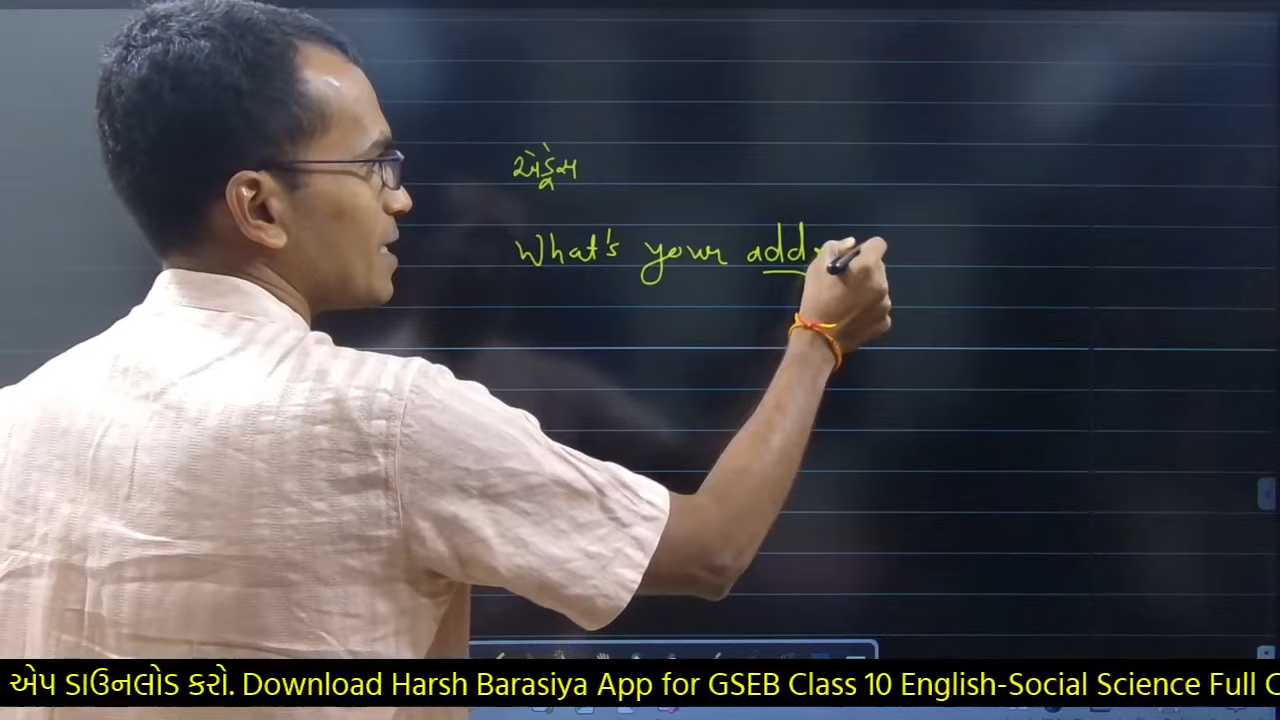 એડ્રેસ
What's your add
એપ ડાઉનલોડ કરો. Download Harsh Barasiya App for GSEB Class 10 English-Social Science Full C